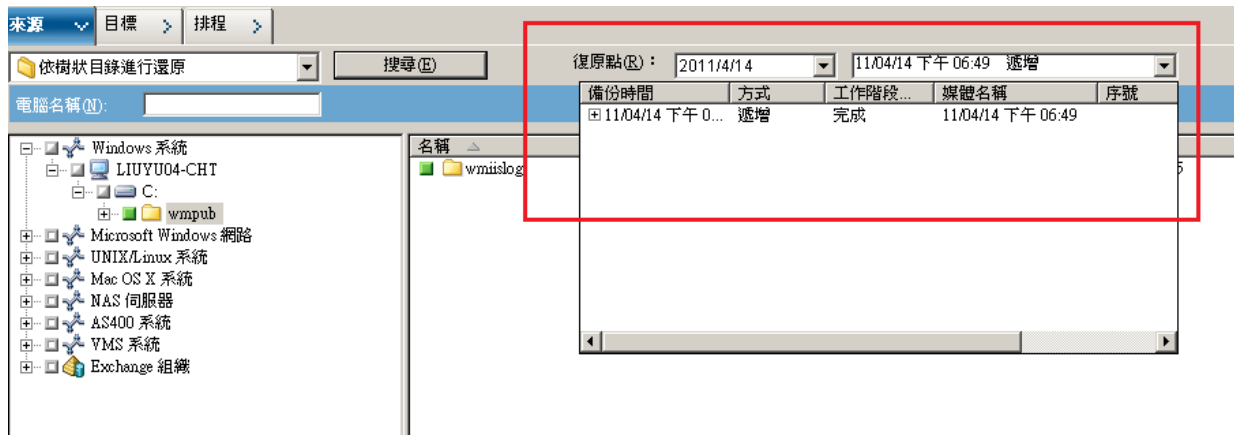 來源 目標 排程
依樹狀目錄進行還原 搜尋(E) 復原點(R)： 2011/4/14 11/04/14 下午 06:49 遞增
電腦名稱(N):
備份時間 方式 工作階段... 媒體名稱 序號
11/04/14 下午 0... 遞增 完成 11/04/14 下午 06:49
Windows 系統
LIUYU04-CHT
C:
wmpub
Microsoft Windows 網路
UNIX/Linux 系統
Mac OS X 系統
NAS 伺服器
AS400 系統
VMS 系統
Exchange 組織
名稱
wmiislog